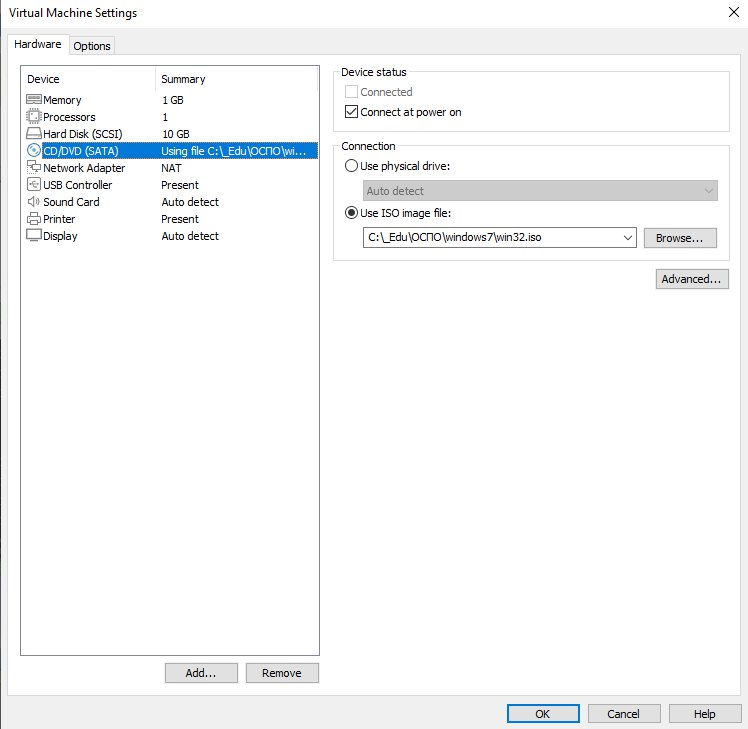 Virtual Machine Settings
Hardware Options
Device Summary
Memory 1 GB
Processors 1
Hard Disk (SCSI) 10 GB
CD/DVD (SATA) Using file C:\_Edu\ОСПО\wi...
Network Adapter NAT
USB Controller Present
Sound Card Auto detect
Printer Present
Display Auto detect
Add... Remove
Device status
Connected
Connect at power on
Connection
Use physical drive:
Auto detect
Use ISO image file:
C:\_Edu\ОСПО\windows7\win32.iso Browse...
Advanced...
OK Cancel Help